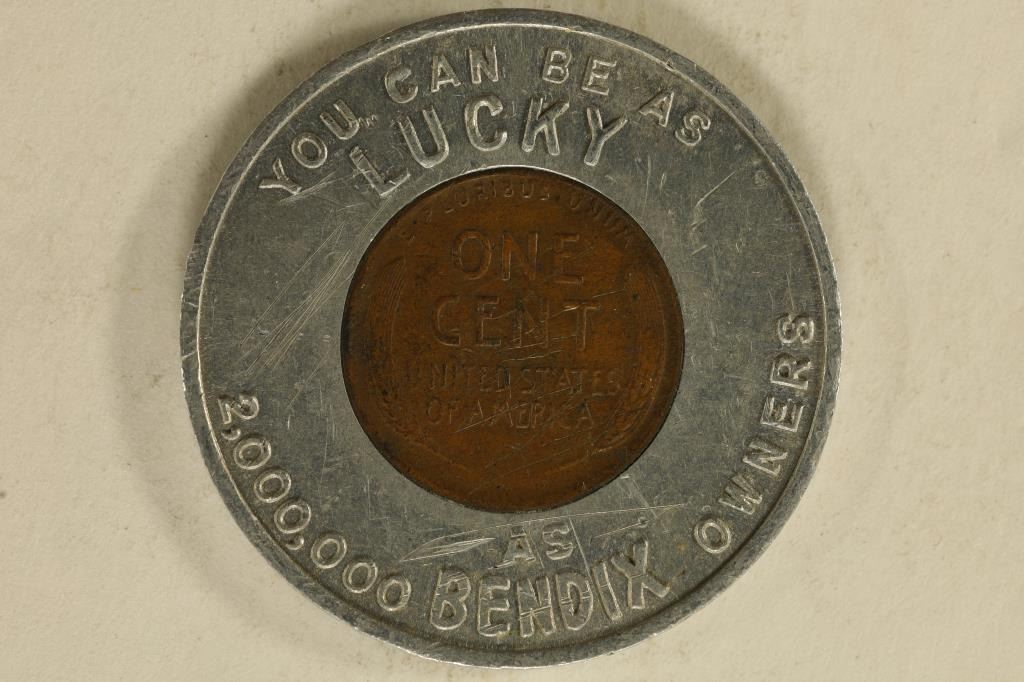 YOU CAN BE AS
LUCKY
AS
2,000,000 BENDIX OWNERS
E·PLURIBUS·UNUM
ONE
CENT
UNITED STATES
OF AMERICA